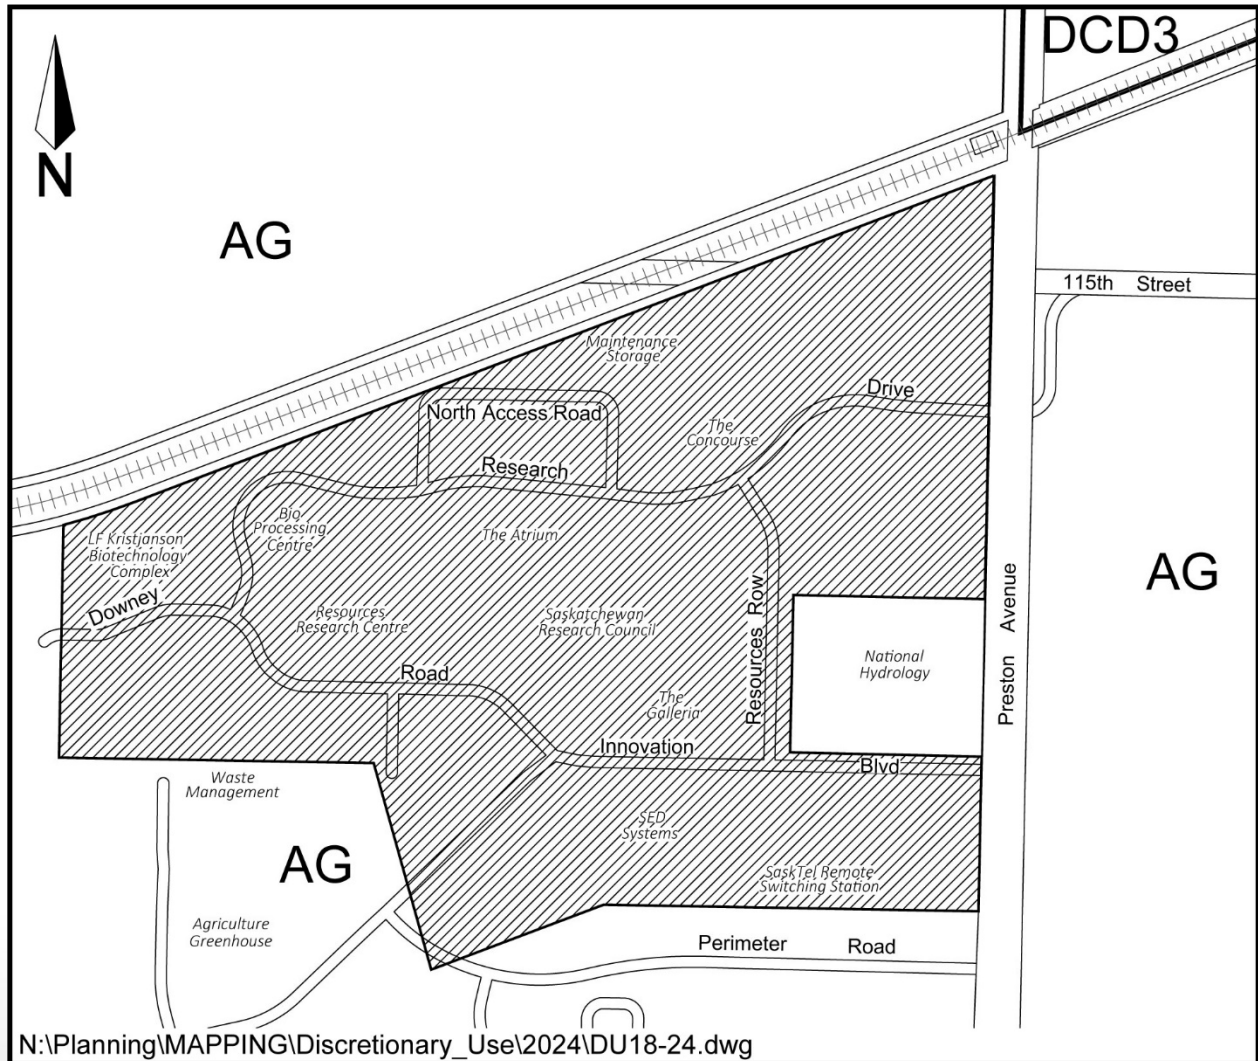 DCD3
N
AG
115th Street
Maintenance
Storage
Drive
North Access Road
The
Concourse
Research
Bio
Processing
Centre
The Atrium
LF Kristjanson
Biotechnology
Complex
Downey
Resources
Research Centre
Saskatchewan
Research Council
Resources Row
National
Hydrology
Preston Avenue
AG
Road
The
Galleria
Innovation
Blvd
Waste
Management
SED
Systems
AG
SaskTel Remote
Switching Station
Agriculture
Greenhouse
Perimeter Road
N:\Planning\MAPPING\Discretionary_Use\2024\DU18-24.dwg